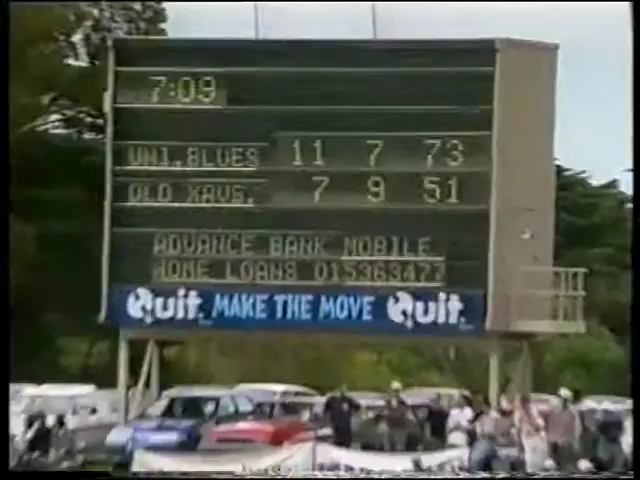 7:09
UNI.BLUES 11 7 73
OLD XAVS. 7 9 51
ADVANCE BANK MOBILE
HOME LOANS 015363477
Quit. MAKE THE MOVE Quit.